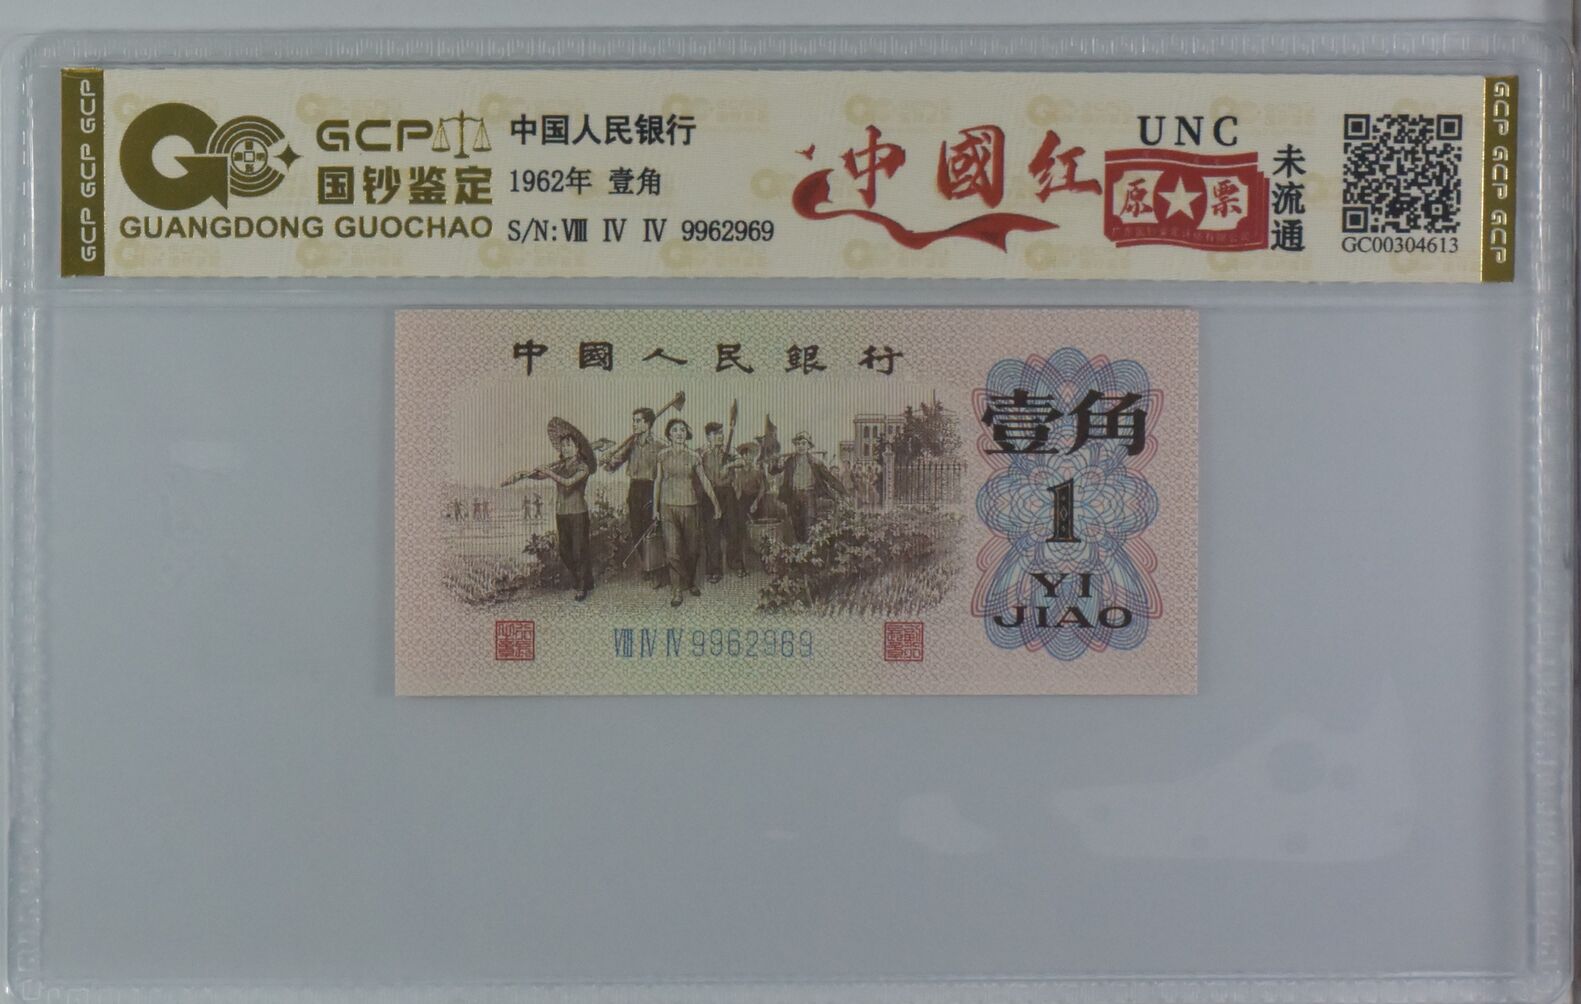 GCP GCP GCP
GCP
国钞鉴定
GUANGDONG GUOCHAO
中国人民银行
1962年 壹角
S/N:Ⅷ Ⅳ Ⅳ 9962969
中國红
UNC
原票
未流通
GC00304613
GCP GCP GCP
中國人民銀行
壹角
1
YI
JIAO
Ⅷ Ⅳ Ⅳ 9962969